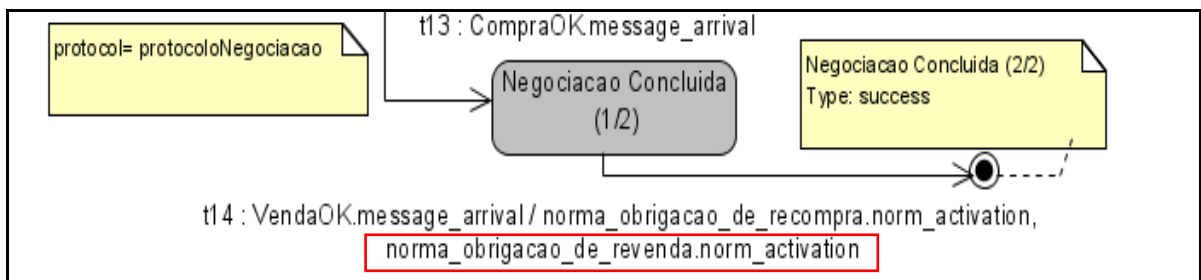 t13 : CompraOK.message_arrival
protocol= protocoloNegociacao
Negociacao Concluida
(1/2)
Negociacao Concluida (2/2)
Type: success
t14 : VendaOK.message_arrival / norma_obrigacao_de_recompra.norm_activation,
norma_obrigacao_de_revenda.norm_activation